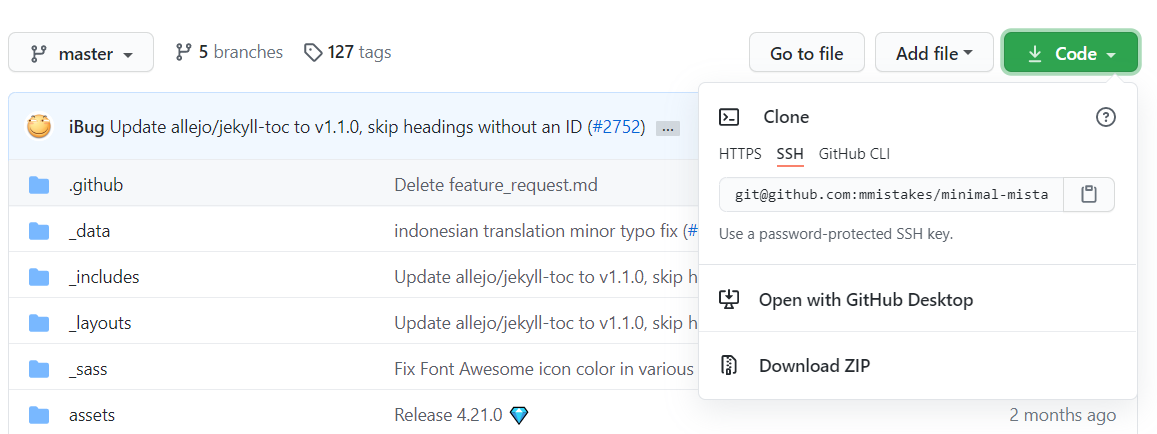 master 5 branches 127 tags Go to file Add file Code
iBug Update allejo/jekyll-toc to v1.1.0, skip headings without an ID (#2752) ...
Clone
HTTPS SSH GitHub CLI
git@github.com:mmistakes/minimal-mista
Use a password-protected SSH key.
Open with GitHub Desktop
Download ZIP
.github Delete feature_request.md
_data indonesian translation minor typo fix (#
_includes Update allejo/jekyll-toc to v1.1.0, skip h
_layouts Update allejo/jekyll-toc to v1.1.0, skip h
_sass Fix Font Awesome icon color in various
assets Release 4.21.0 💎 2 months ago